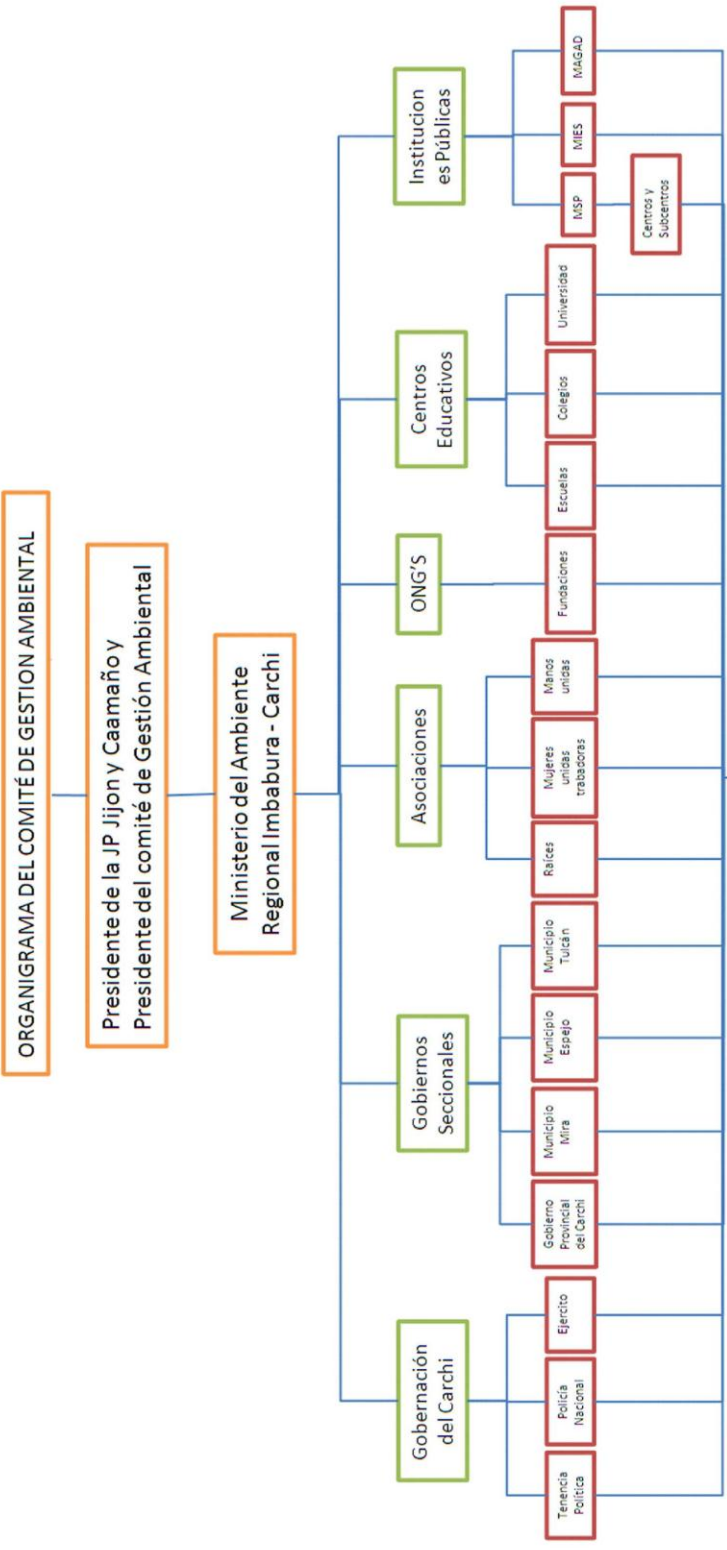 ORGANIGRAMA DEL COMITÉ DE GESTION AMBIENTAL
Presidente de la JP Jijon y Caamaño y
Presidente del comité de Gestión Ambiental
Ministerio del Ambiente
Regional Imbabura - Carchi
Gobernación
del Carchi
Gobiernos
Seccionales
Asociaciones
ONG'S
Centros
Educativos
Institucion
es Públicas
Tenencia
Política
Policía
Nacional
Ejercito
Gobierno
Provincial
del Carchi
Municipio
Mira
Municipio
Espejo
Municipio
Tulcán
Raíces
Mujeres
unidas
trabadoras
Manos
unidas
Fundaciones
Escuelas
Colegios
Universidad
MSP
MIES
MAGAD
Centros y
Subcentros